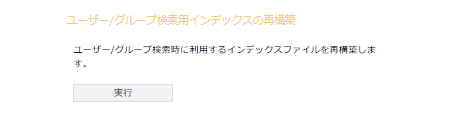 ユーザー/グループ検索用インデックスの再構築
ユーザー/グループ検索時に利用するインデックスファイルを再構築しま
す。
実行